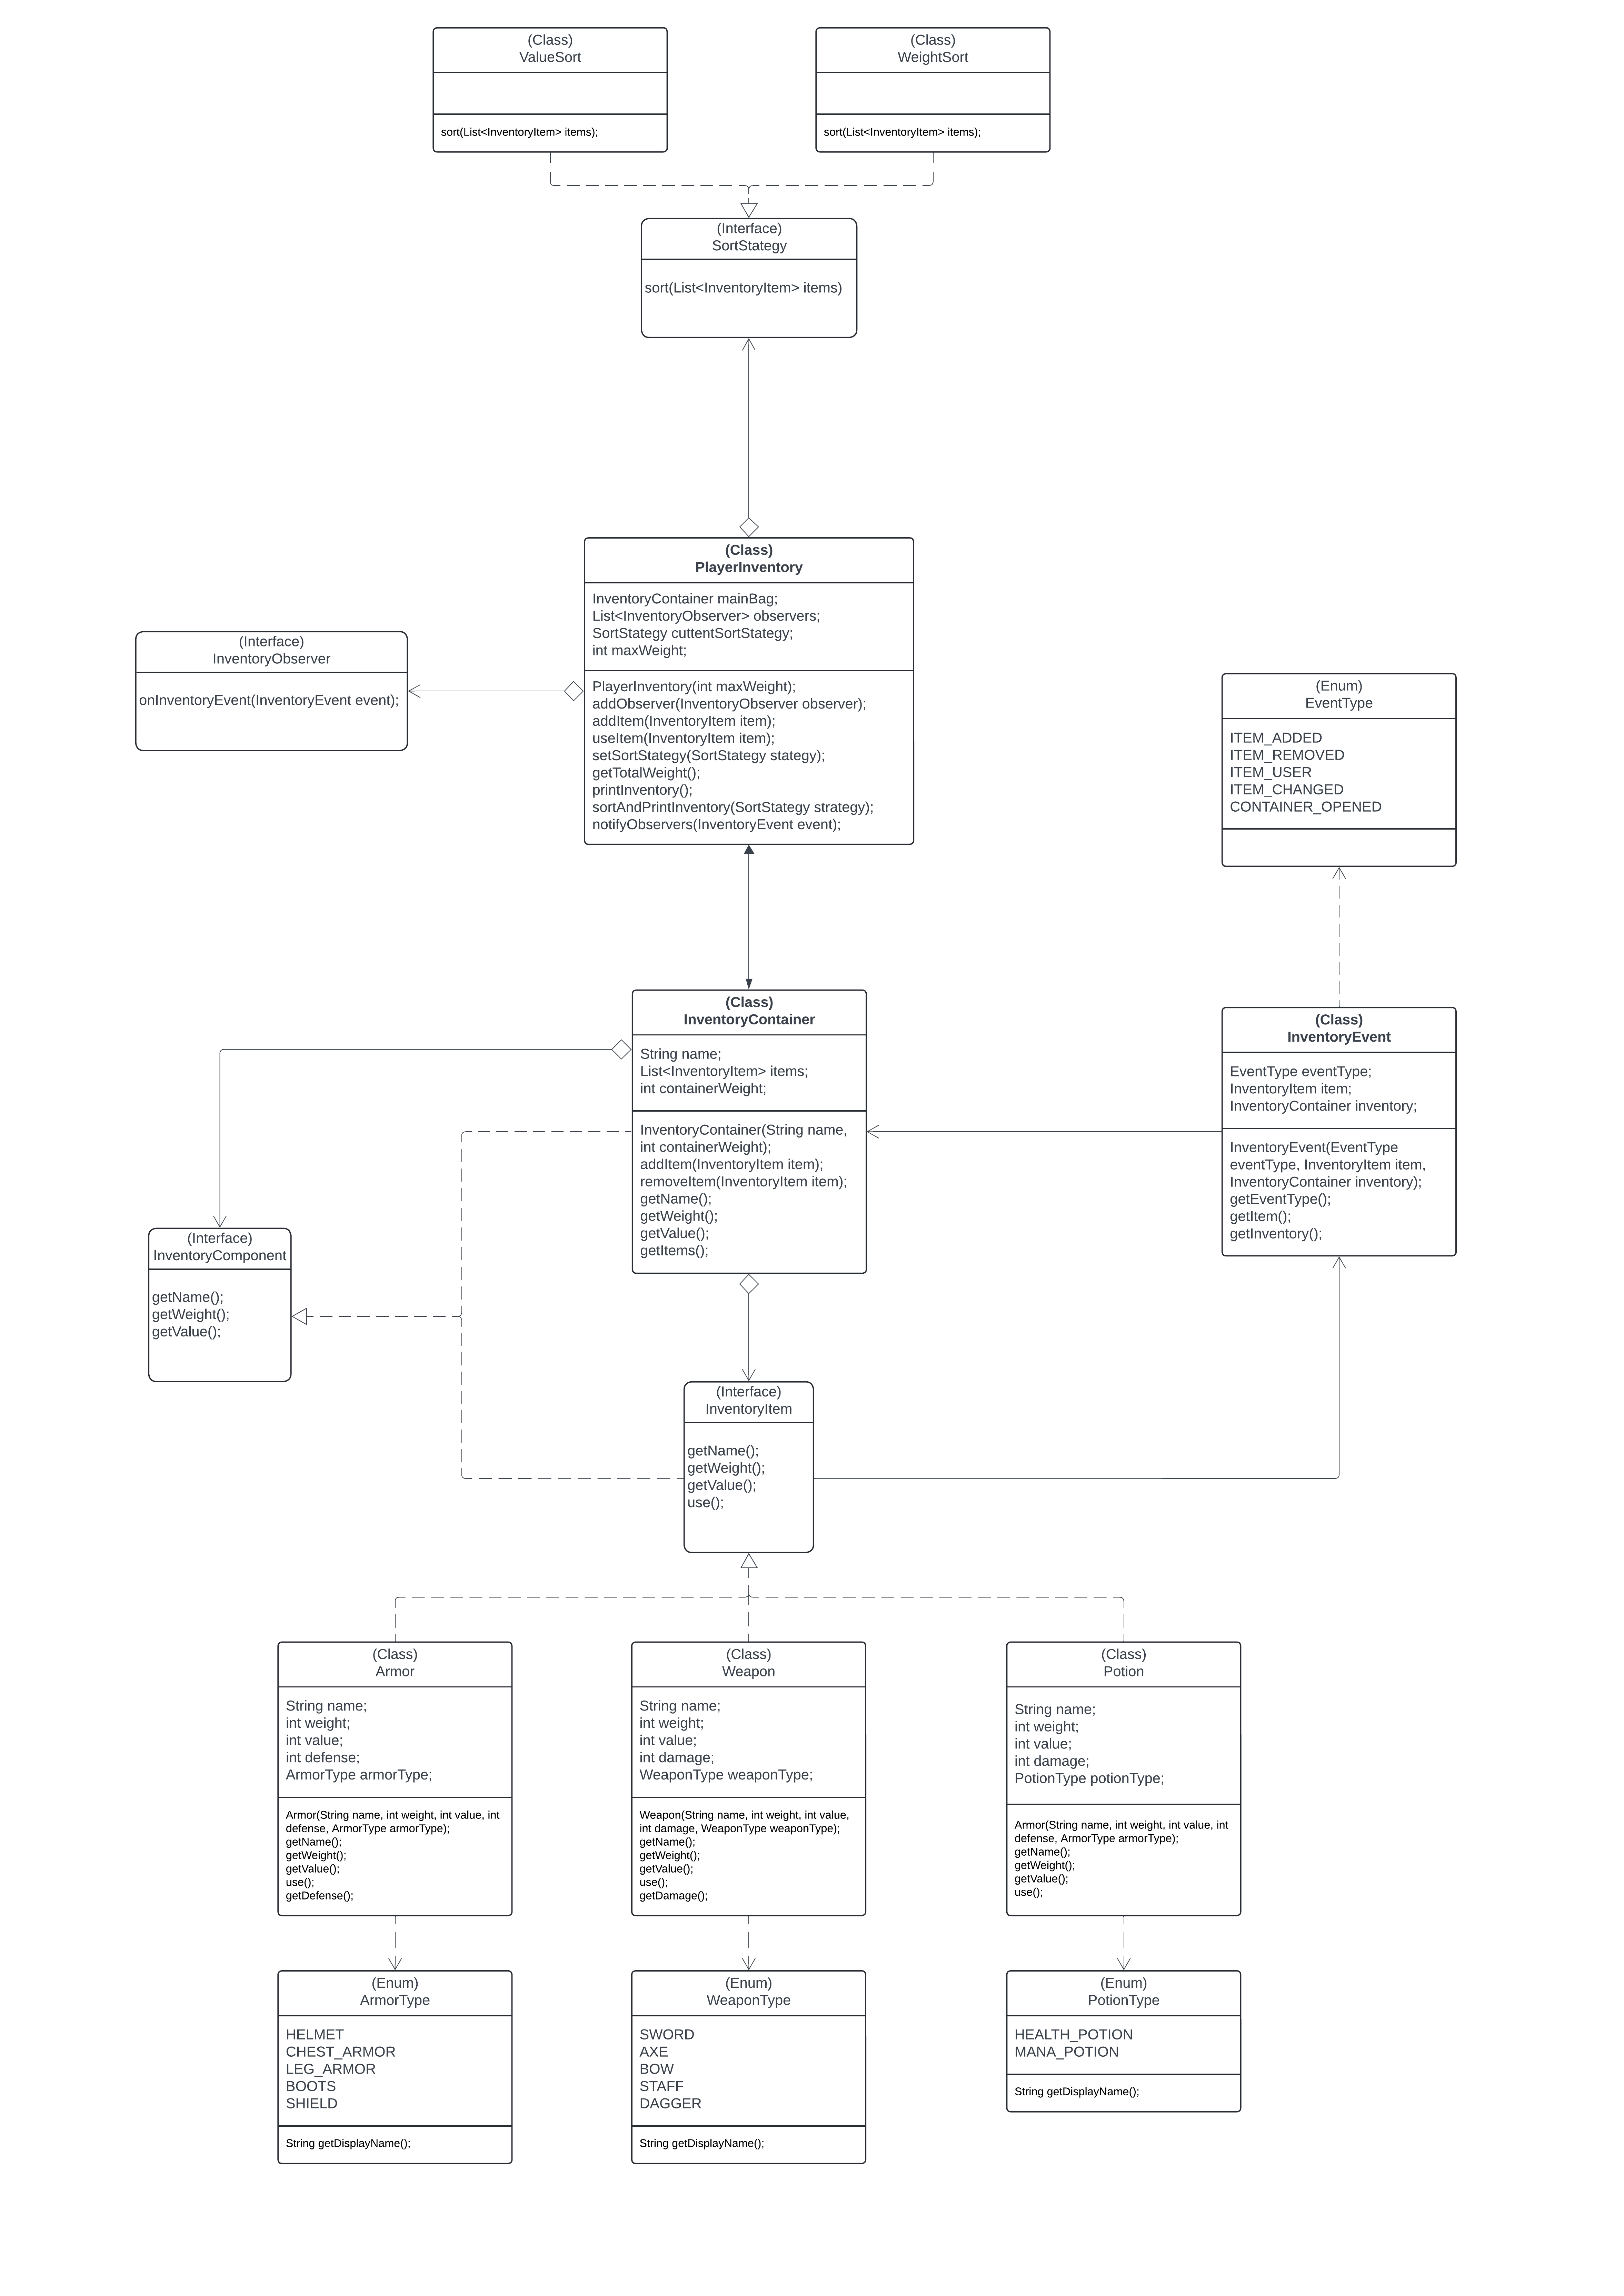 (Class)
ValueSort
sort(List<InventoryItem> items);
(Class)
WeightSort
sort(List<InventoryItem> items);
(Interface)
SortStategy
sort(List<InventoryItem> items)
(Class)
PlayerInventory
InventoryContainer mainBag;
List<InventoryObserver> observers;
SortStategy cuttentSortStategy;
int maxWeight;
PlayerInventory(int maxWeight);
addObserver(InventoryObserver observer);
addItem(InventoryItem item);
useItem(InventoryItem item);
setSortStategy(SortStategy stategy);
getTotalWeight();
printInventory();
sortAndPrintInventory(SortStategy strategy);
notifyObservers(InventoryEvent event);
(Interface)
InventoryObserver
onInventoryEvent(InventoryEvent event);
(Enum)
EventType
ITEM_ADDED
ITEM_REMOVED
ITEM_USER
ITEM_CHANGED
CONTAINER_OPENED
(Class)
InventoryContainer
String name;
List<InventoryItem> items;
int containerWeight;
InventoryContainer(String name,
int containerWeight);
addItem(InventoryItem item);
removeItem(InventoryItem item);
getName();
getWeight();
getValue();
getItems();
(Class)
InventoryEvent
EventType eventType;
InventoryItem item;
InventoryContainer inventory;
InventoryEvent(EventType
eventType, InventoryItem item,
InventoryContainer inventory);
getEventType();
getItem();
getInventory();
(Interface)
InventoryComponent
getName();
getWeight();
getValue();
(Interface)
InventoryItem
getName();
getWeight();
getValue();
use();
(Class)
Armor
String name;
int weight;
int value;
int defense;
ArmorType armorType;
Armor(String name, int weight, int value, int
defense, ArmorType armorType);
getName();
getWeight();
getValue();
use();
getDefense();
(Class)
Weapon
String name;
int weight;
int value;
int damage;
WeaponType weaponType;
Weapon(String name, int weight, int value,
int damage, WeaponType weaponType);
getName();
getWeight();
getValue();
use();
getDamage();
(Class)
Potion
String name;
int weight;
int value;
int damage;
PotionType potionType;
Armor(String name, int weight, int value, int
defense, ArmorType armorType);
getName();
getWeight();
getValue();
use();
(Enum)
ArmorType
HELMET
CHEST_ARMOR
LEG_ARMOR
BOOTS
SHIELD
String getDisplayName();
(Enum)
WeaponType
SWORD
AXE
BOW
STAFF
DAGGER
String getDisplayName();
(Enum)
PotionType
HEALTH_POTION
MANA_POTION
String getDisplayName();